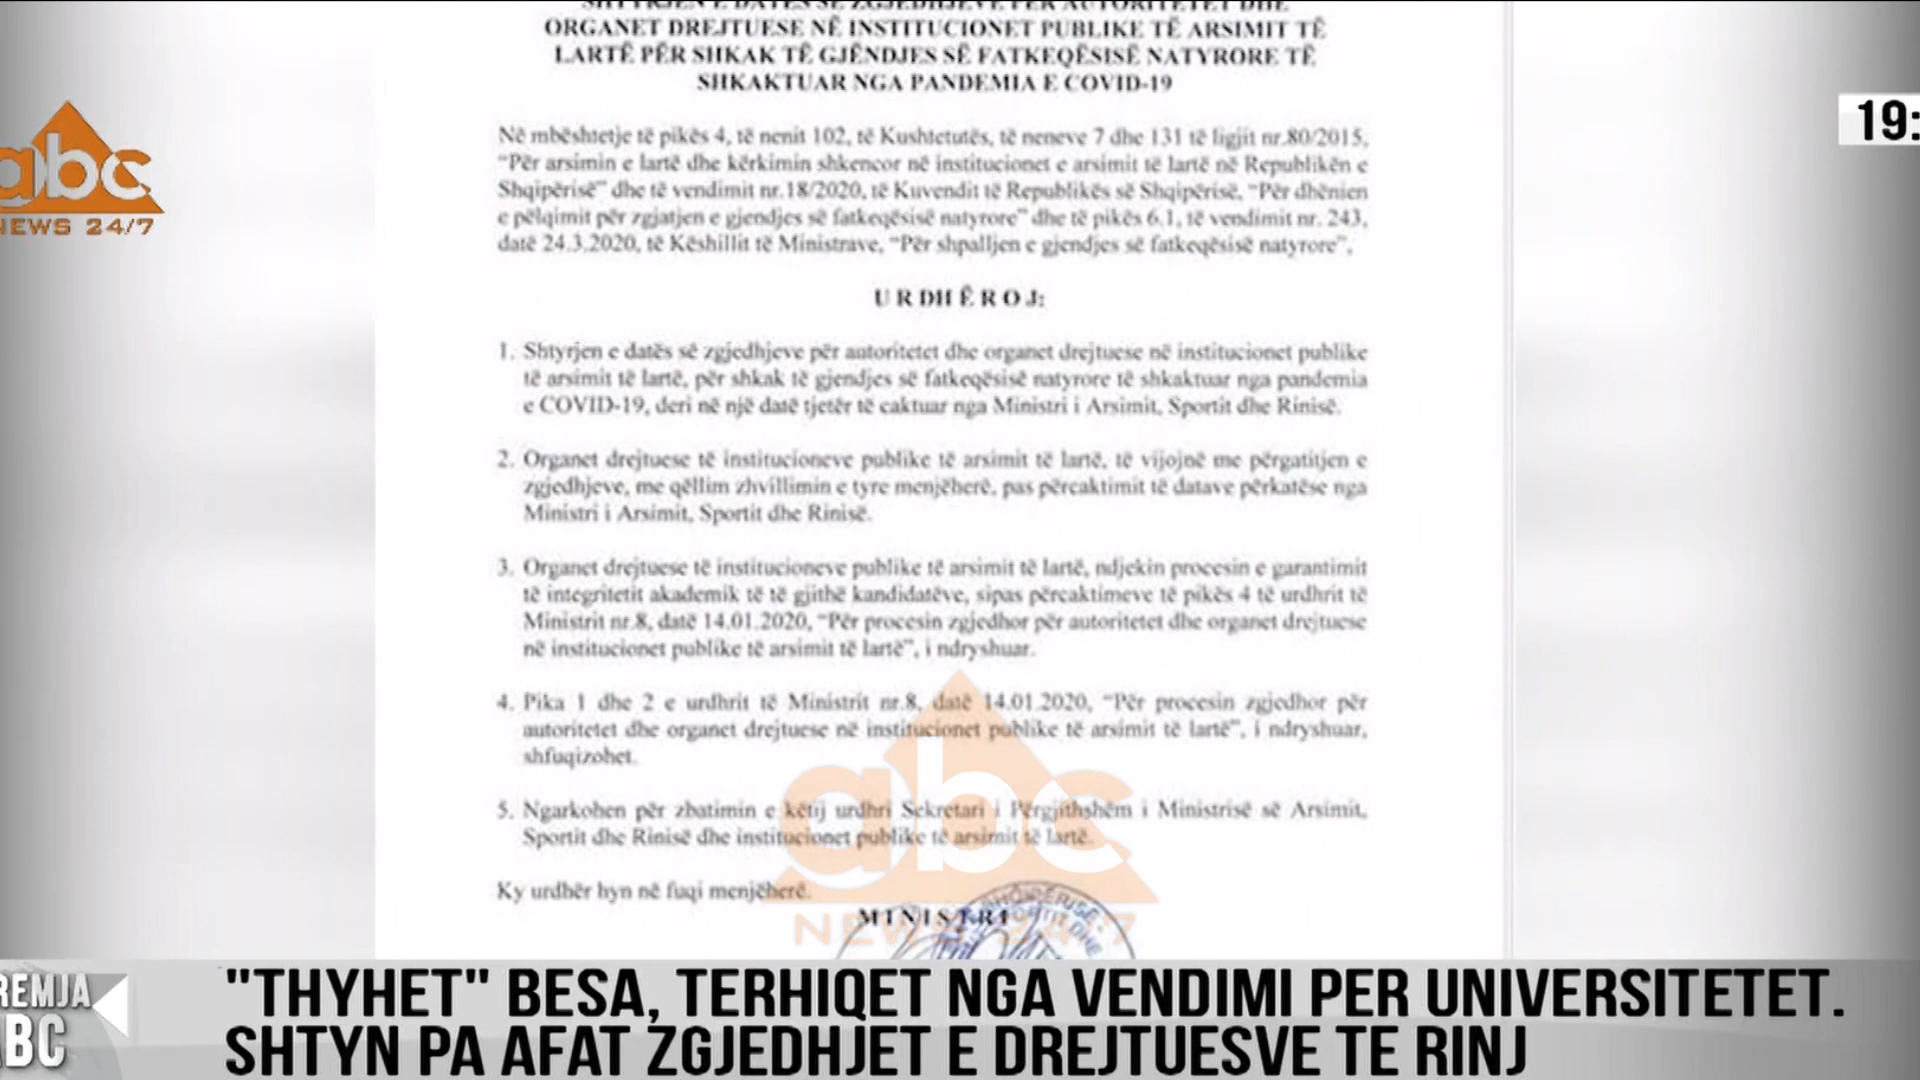 SHTYRJEN E DATËS SË ZGJEDHJEVE PËR AUTORITETET DHE
ORGANET DREJTUESE NË INSTITUCIONET PUBLIKE TË ARSIMIT TË
LARTË PËR SHKAK TË GJËNDJES SË FATKEQËSISË NATYRORE TË
SHKAKTUAR NGA PANDEMIA E COVID-19
abc
NEWS 24/7
19:
Në mbështetje të pikës 4, të nenit 102, të Kushtetutës, të neneve 7 dhe 131 të ligjit nr.80/2015,
“Për arsimin e lartë dhe kërkimin shkencor në institucionet e arsimit të lartë në Republikën e
Shqipërisë” dhe të vendimit nr.18/2020, të Kuvendit të Republikës së Shqipërisë, “Për dhënien
e pëlqimit për zgjatjen e gjendjes së fatkeqësisë natyrore” dhe të pikës 6.1, të vendimit nr. 243,
datë 24.3.2020, të Këshillit të Ministrave, “Për shpalljen e gjendjes së fatkeqësisë natyrore”,
U R DH Ë R O J:
1. Shtyrjen e datës së zgjedhjeve për autoritetet dhe organet drejtuese në institucionet publike
të arsimit të lartë, për shkak të gjendjes së fatkeqësisë natyrore të shkaktuar nga pandemia
e COVID-19, deri në një datë tjetër të caktuar nga Ministri i Arsimit, Sportit dhe Rinisë.
2. Organet drejtuese të institucioneve publike të arsimit të lartë, të vijojnë me përgatitjen e
zgjedhjeve, me qëllim zhvillimin e tyre menjëherë, pas përcaktimit të datave përkatëse nga
Ministri i Arsimit, Sportit dhe Rinisë.
3. Organet drejtuese të institucioneve publike të arsimit të lartë, ndjekin procesin e garantimit
të integritetit akademik të të gjithë kandidatëve, sipas përcaktimeve të pikës 4 të urdhrit të
Ministrit nr.8, datë 14.01.2020, “Për procesin zgjedhor për autoritetet dhe organet drejtuese
në institucionet publike të arsimit të lartë”, i ndryshuar.
4. Pika 1 dhe 2 e urdhrit të Ministrit nr.8, datë 14.01.2020, “Për procesin zgjedhor për
autoritetet dhe organet drejtuese në institucionet publike të arsimit të lartë”, i ndryshuar,
shfuqizohet.
5. Ngarkohen për zbatimin e këtij urdhri Sekretari i Përgjithshëm i Ministrisë së Arsimit,
Sportit dhe Rinisë dhe institucionet publike të arsimit të lartë.
Ky urdhër hyn në fuqi menjëherë.
MINISTRI
abc
NEWS 24/7
REMJA
ABC
"THYHET" BESA, TERHIQET NGA VENDIMI PER UNIVERSITETET.
SHTYN PA AFAT ZGJEDHJET E DREJTUESVE TE RINJ